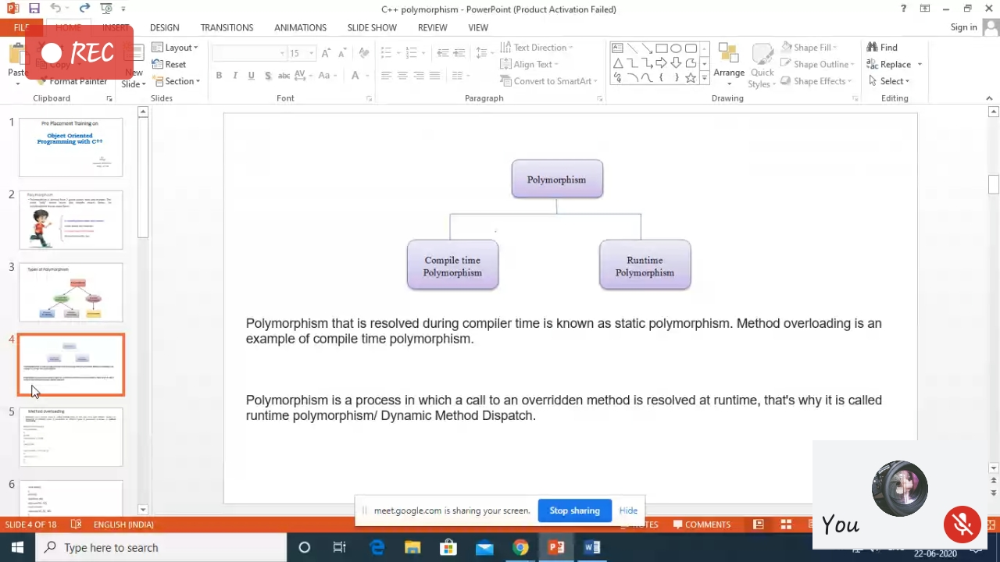 C++ polymorphism - PowerPoint (Product Activation Failed)
FILE HOME INSERT DESIGN TRANSITIONS ANIMATIONS SLIDE SHOW REVIEW VIEW Sign in
REC
Paste
Copy
Format Painter
Clipboard
New
Slide
Layout
Reset
Section
Slides
15
B I U S abc AV Aa A
Font
Text Direction
Align Text
Convert to SmartArt
Paragraph
Arrange
Quick
Styles
Shape Fill
Shape Outline
Shape Effects
Drawing
Find
Replace
Select
Editing
1
Pre Placement Training on
Object Oriented
Programming with C++
2
Polymorphism
3
Types of Polymorphism
4
5
Method overloading
6
Polymorphism
Compile time
Polymorphism
Runtime
Polymorphism
Polymorphism that is resolved during compiler time is known as static polymorphism. Method overloading is an
example of compile time polymorphism.
Polymorphism is a process in which a call to an overridden method is resolved at runtime, that's why it is called
runtime polymorphism Dynamic Method Dispatch.
meet.google.com is sharing your screen.
Stop sharing
Hide
You
SLIDE 4 OF 18 ENGLISH (INDIA) COMMENTS
Type here to search
22-06-2020